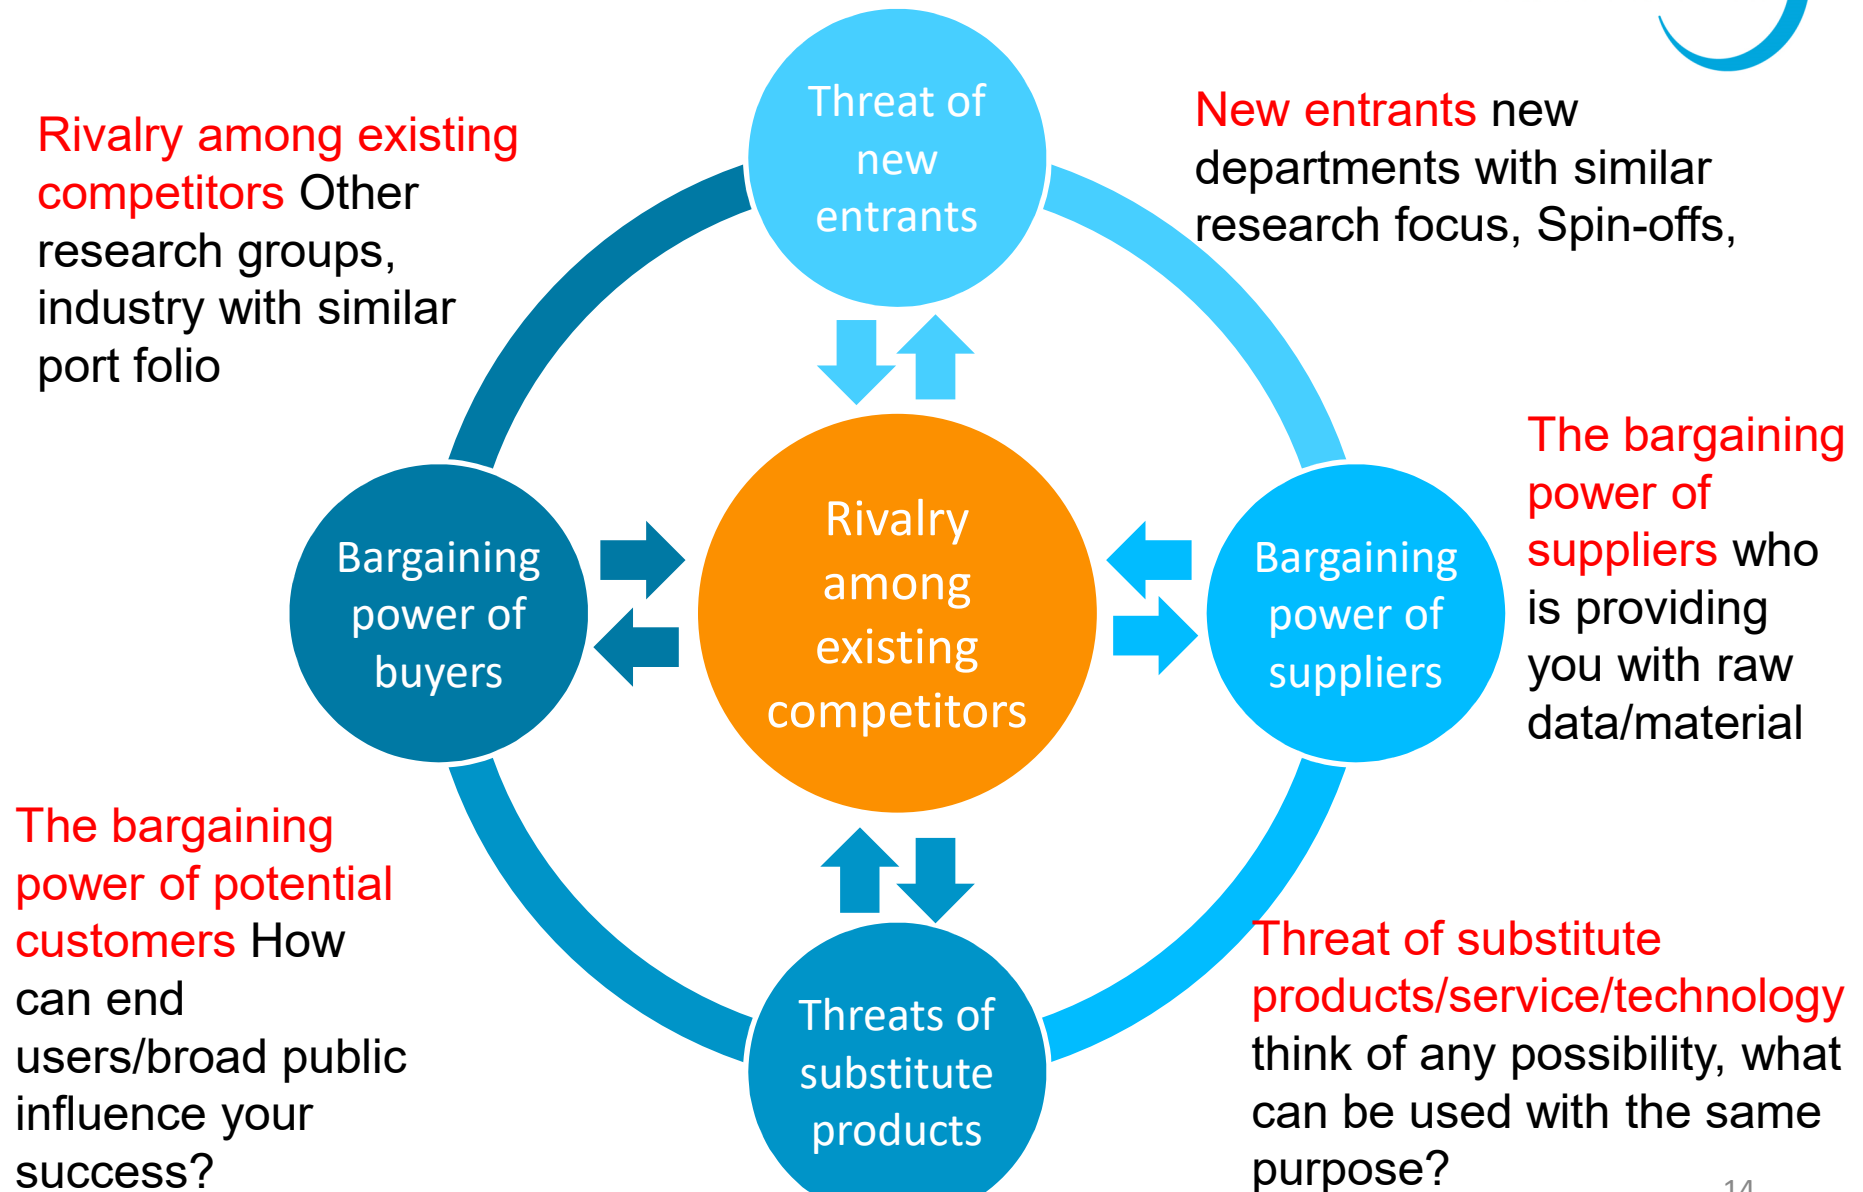 Rivalry among existing
competitors Other
research groups,
industry with similar
port folio
Threat of
new
entrants
New entrants new
departments with similar
research focus, Spin-offs,
Bargaining
power of
buyers
Rivalry
among
existing
competitors
Bargaining
power of
suppliers
The bargaining
power of
suppliers who
is providing
you with raw
data/material
The bargaining
power of potential
customers How
can end
users/broad public
influence your
success?
Threats of
substitute
products
Threat of substitute
products/service/technology
think of any possibility, what
can be used with the same
purpose?
14